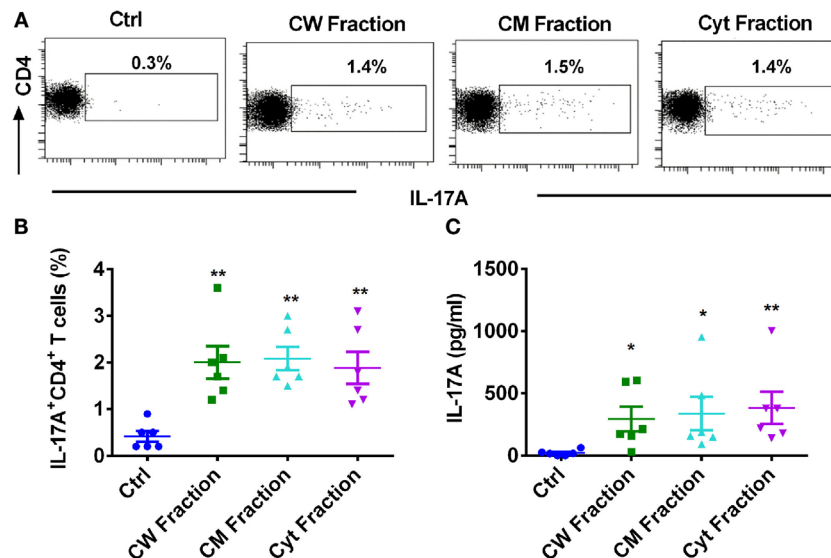 A
Ctrl
CW Fraction
CM Fraction
Cyt Fraction
0.3%
1.4%
1.5%
1.4%
CD4
IL-17A
B
C
IL-17A⁺CD4⁺ T cells (%)
4
3
2
1
0
**
**
**
Ctrl
CW Fraction
CM Fraction
Cyt Fraction
IL-17A (pg/ml)
1500
1000
500
0
*
*
**
Ctrl
CW Fraction
CM Fraction
Cyt Fraction